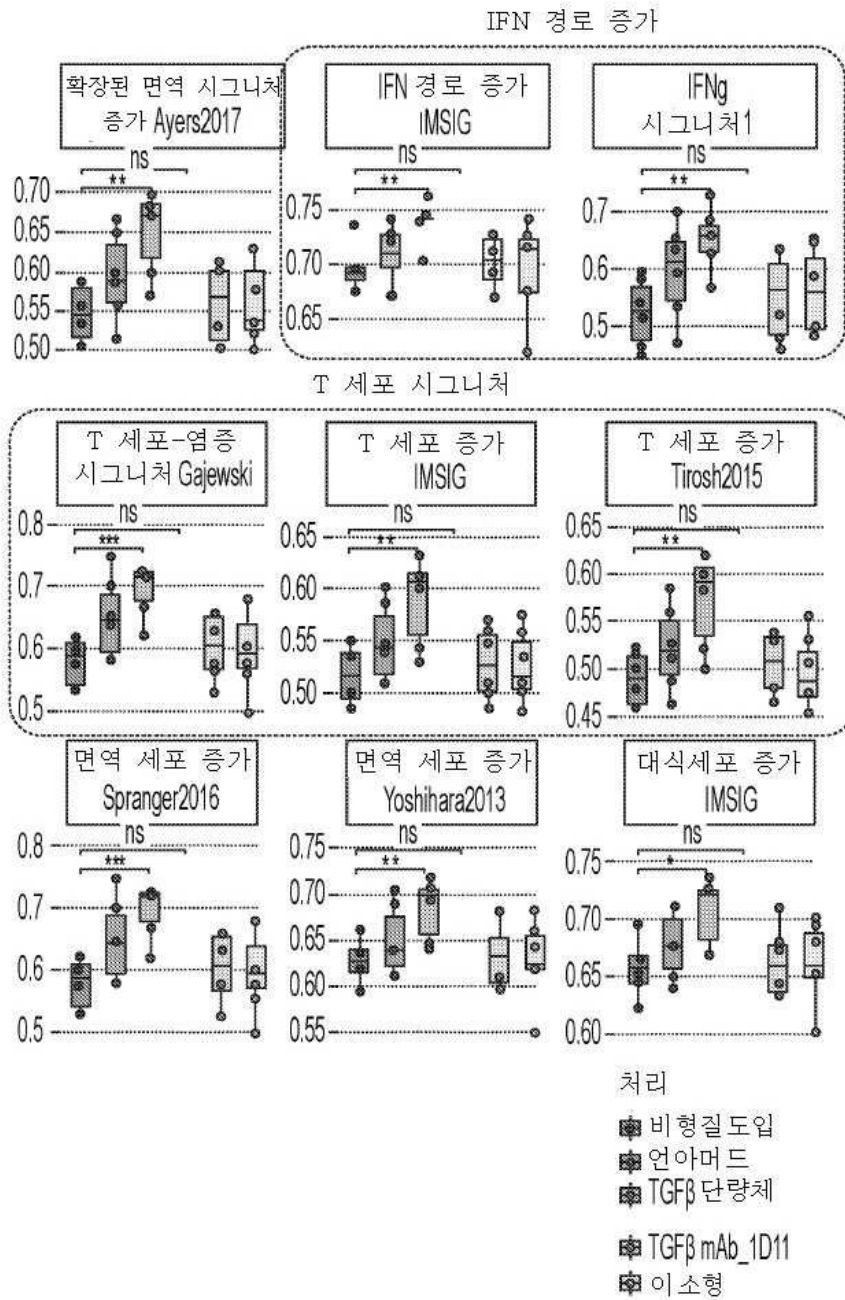 IFN 경로 증가
확장된 면역 시그니처
증가 Ayers2017
ns
**
0.70
0.65
0.60
0.55
0.50
IFN 경로 증가
IMSIG
ns
**
0.75
0.70
0.65
IFNg
시그니처1
ns
**
0.7
0.6
0.5
T 세포 시그니처
T 세포-염증
시그니처 Gajewski
ns
***
0.8
0.7
0.6
0.5
T 세포 증가
IMSIG
ns
**
0.65
0.60
0.55
0.50
T 세포 증가
Tirosh2015
ns
**
0.65
0.60
0.55
0.50
0.45
면역 세포 증가
Spranger2016
ns
***
0.8
0.7
0.6
0.5
면역 세포 증가
Yoshihara2013
ns
**
0.75
0.70
0.65
0.60
0.55
대식세포 증가
IMSIG
ns
*
0.75
0.70
0.65
0.60
처리
비형질도입
언아머드
TGFβ 단량체
TGFβ mAb_1D11
이소형